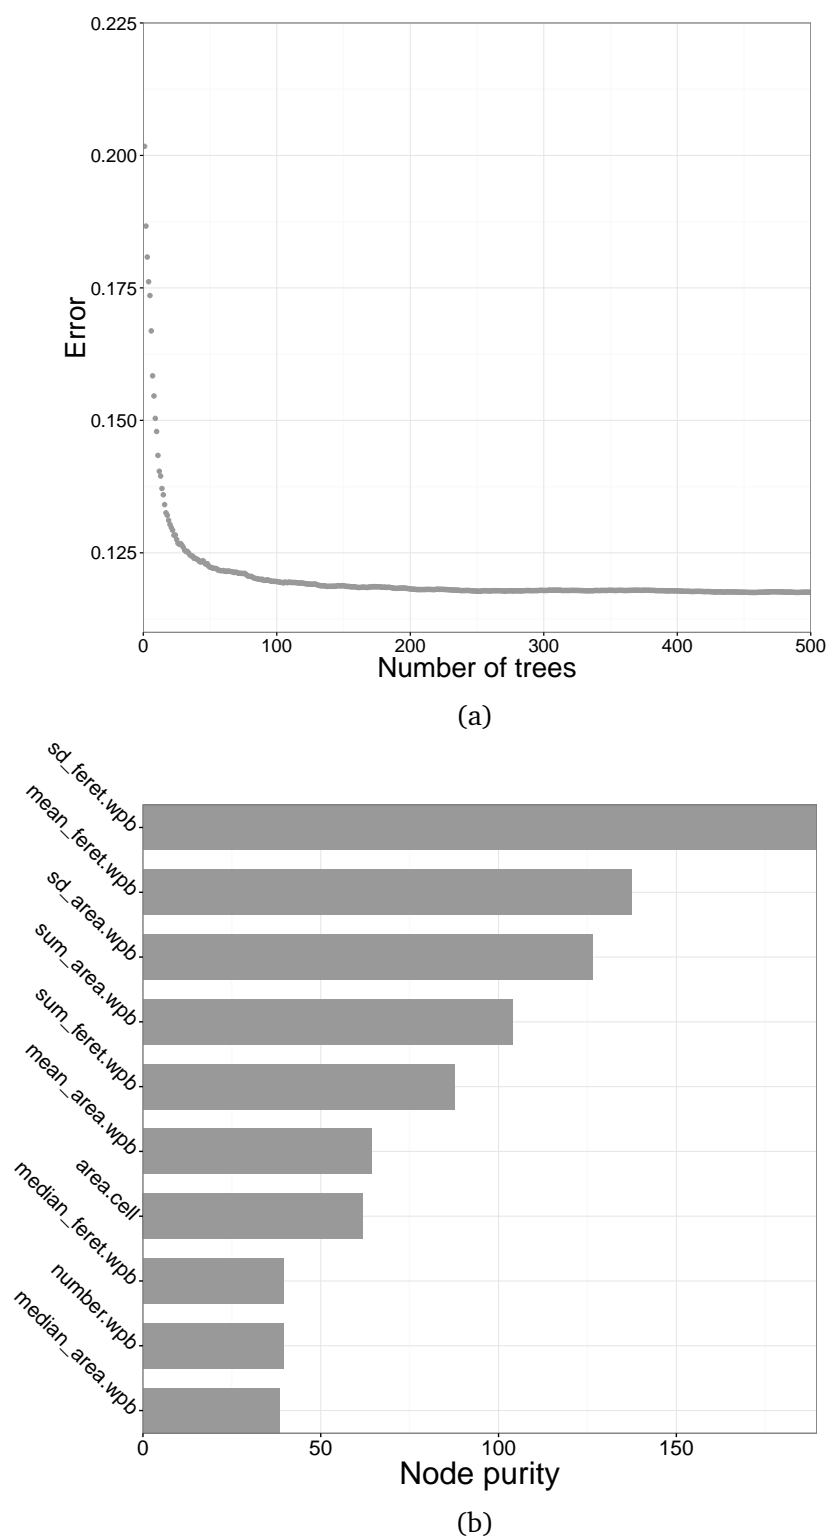 0.225
0.200
0.175
0.150
0.125
Error
0 100 200 300 400 500
Number of trees
(a)
sd_feret.wpb
mean_feret.wpb
sd_area.wpb
sum_area.wpb
sum_feret.wpb
mean_area.wpb
area.cell
median_feret.wpb
number.wpb
median_area.wpb
0 50 100 150
Node purity
(b)